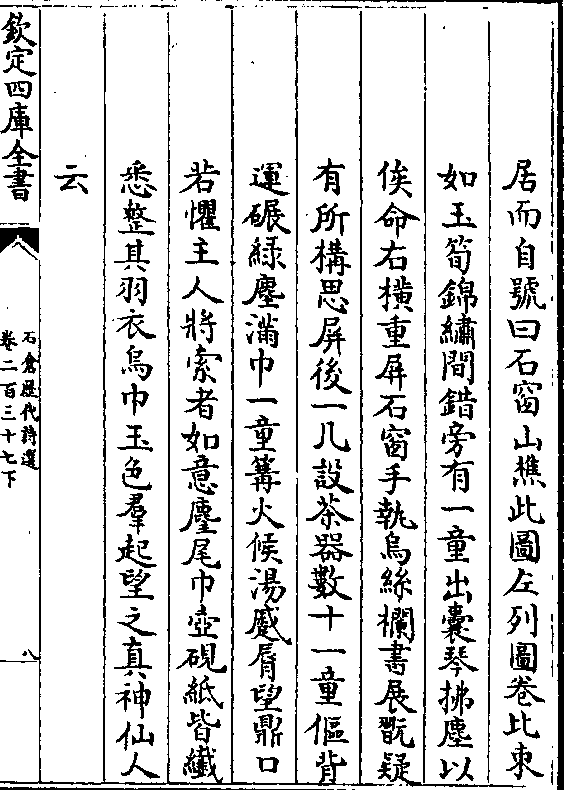 居而自號曰石窗山樵此圖左列圖卷比束
如玉筍錦繡間錯旁有一童出囊琴拂塵以
俟命右横重屏石窗手執烏絲欄書展翫疑
有所構思屏後一几設茶器數十一童傴背
運碾緑塵滿巾一童篝火候湯蹙脣望鼎口
若懼主人將索者如意麈尾巾壺硯紙皆纎
悉整其羽衣烏巾玉色羣起望之真神仙人
云
欽定四庫全書
石倉歴代詩選
卷二百三十七下
八